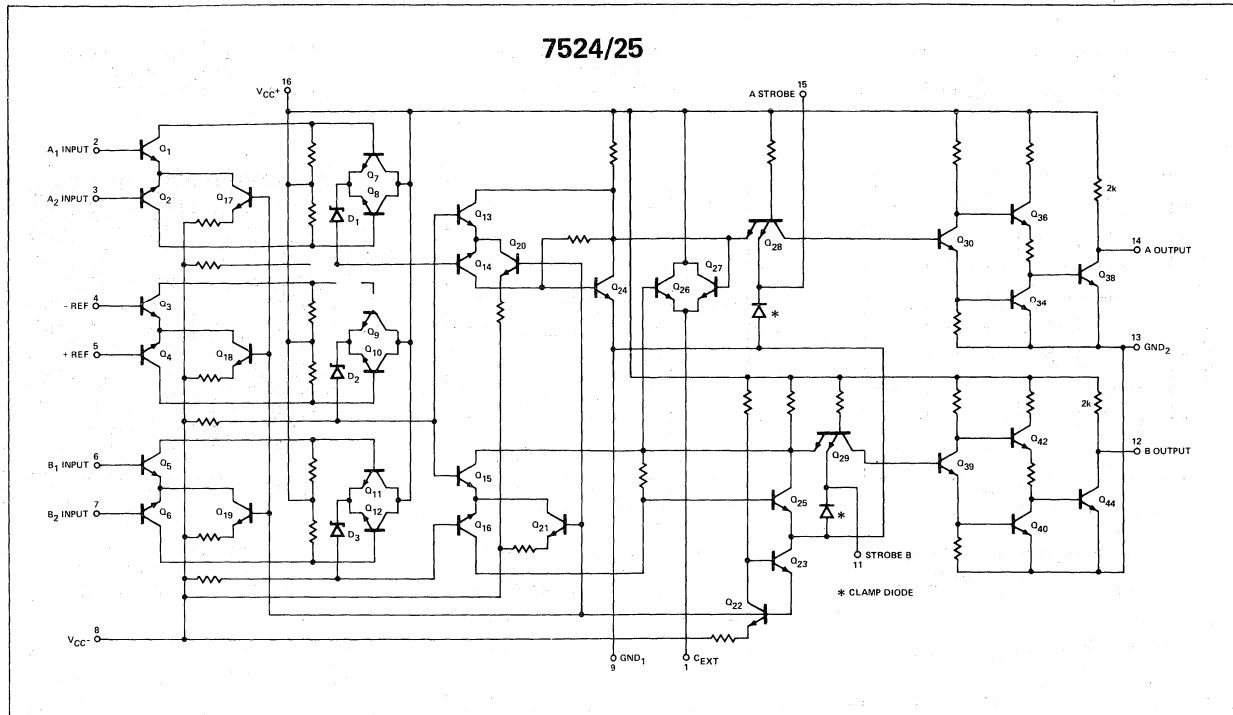 7524/25
16
VCC+
15
A STROBE
2
A1 INPUT
Q1
3
A2 INPUT
Q2
Q17
Q7
Q8
D1
Q13
Q14
Q20
Q24
Q26
Q27
Q28
*
Q30
Q36
Q34
2k
Q38
14
A OUTPUT
13
GND2
4
- REF
Q3
5
+ REF
Q4
Q18
Q9
Q10
D2
6
B1 INPUT
Q5
7
B2 INPUT
Q6
Q19
Q11
Q12
D3
Q15
Q16
Q21
Q25
Q29
*
Q23
Q22
STROBE B
11
* CLAMP DIODE
Q39
Q42
Q40
2k
Q44
12
B OUTPUT
8
VCC-
GND1
9
CEXT
1